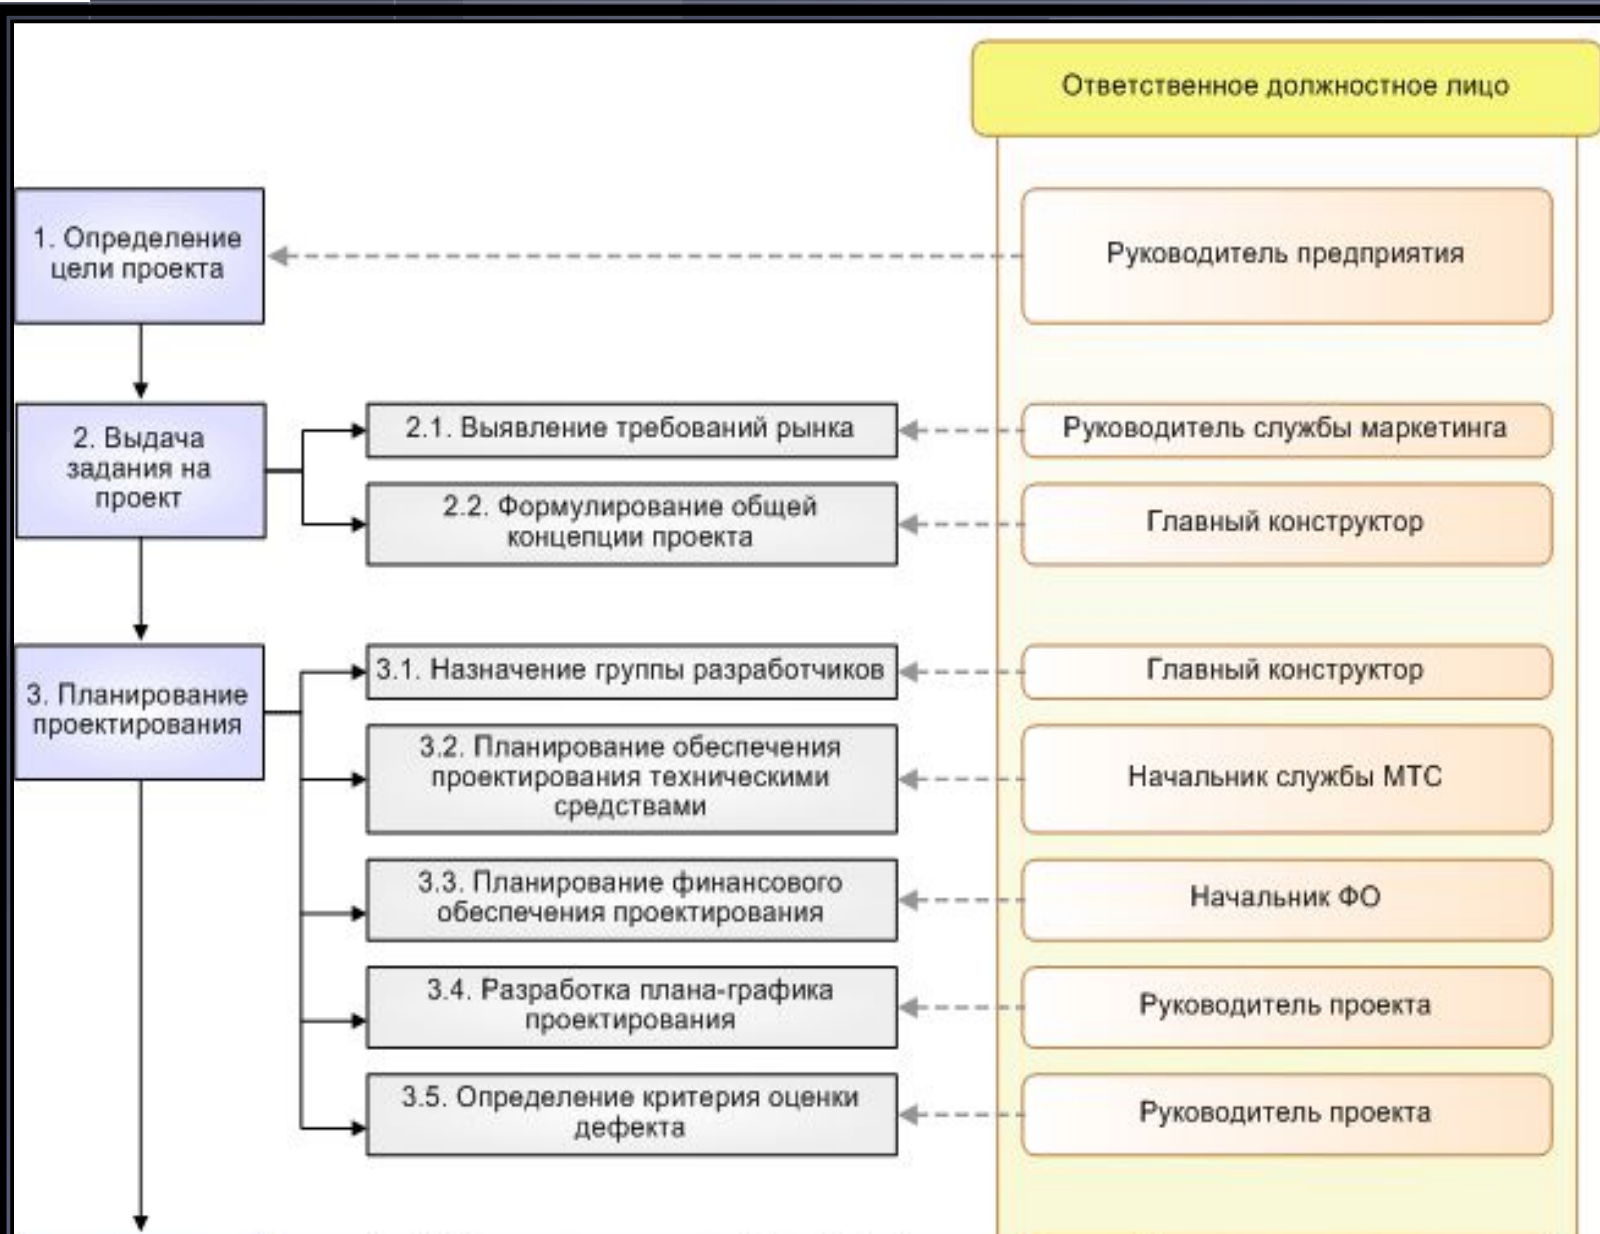 Ответственное должностное лицо
1. Определение
цели проекта
Руководитель предприятия
2. Выдача
задания на
проект
2.1. Выявление требований рынка
Руководитель службы маркетинга
2.2. Формулирование общей
концепции проекта
Главный конструктор
3. Планирование
проектирования
3.1. Назначение группы разработчиков
Главный конструктор
3.2. Планирование обеспечения
проектирования техническими
средствами
Начальник службы МТС
3.3. Планирование финансового
обеспечения проектирования
Начальник ФО
3.4. Разработка плана-графика
проектирования
Руководитель проекта
3.5. Определение критерия оценки
дефекта
Руководитель проекта